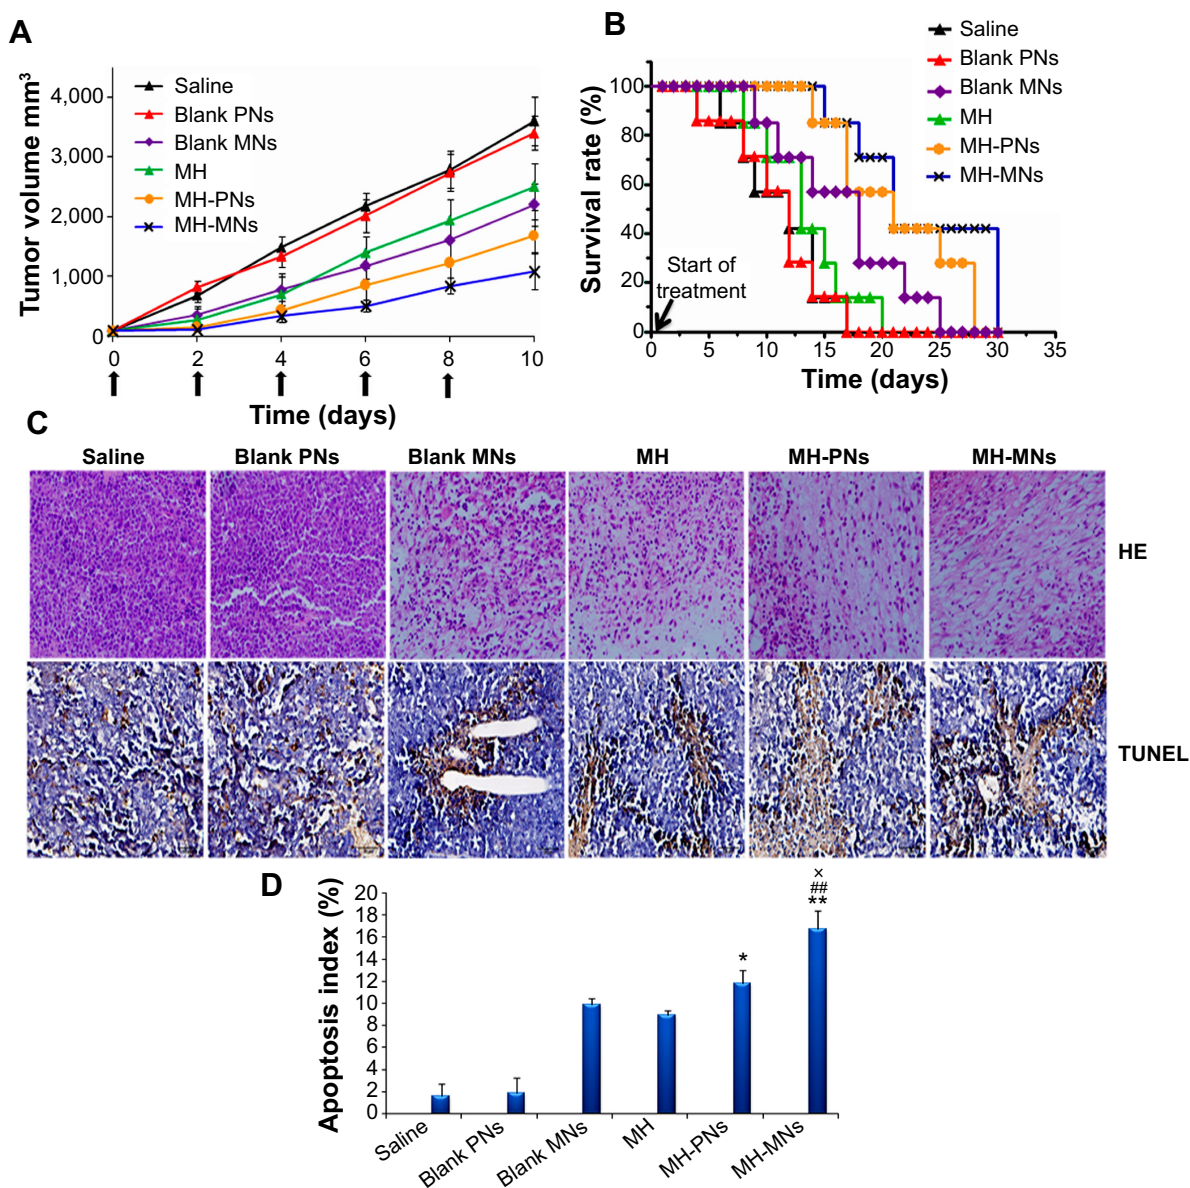 A
Tumor volume mm³
4,000
3,000
2,000
1,000
0
Saline
Blank PNs
Blank MNs
MH
MH-PNs
MH-MNs
0 2 4 6 8 10
Time (days)
B
Survival rate (%)
100
80
60
40
20
0
Saline
Blank PNs
Blank MNs
MH
MH-PNs
MH-MNs
Start of
treatment
0 5 10 15 20 25 30 35
Time (days)
C
Saline Blank PNs Blank MNs MH MH-PNs MH-MNs
HE
TUNEL
D
Apoptosis index (%)
20
18
16
14
12
10
8
6
4
2
0
*
×
##
**
Saline
Blank PNs
Blank MNs
MH
MH-PNs
MH-MNs